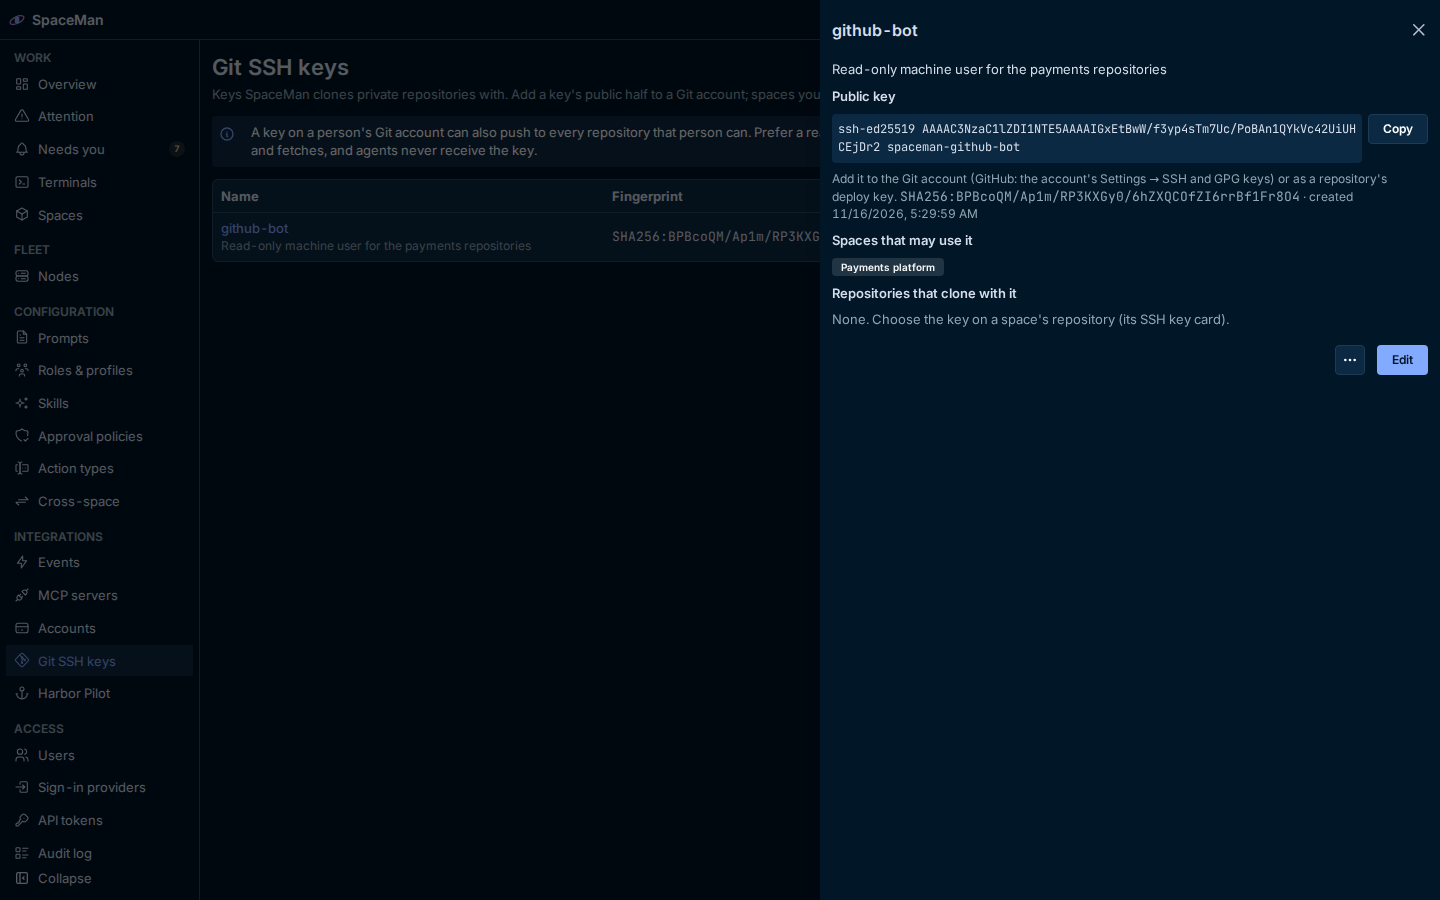 SpaceMan
WORK
Overview
Attention
Needs you 7
Terminals
Spaces
FLEET
Nodes
CONFIGURATION
Prompts
Roles & profiles
Skills
Approval policies
Action types
Cross-space
INTEGRATIONS
Events
MCP servers
Accounts
Git SSH keys
Harbor Pilot
ACCESS
Users
Sign-in providers
API tokens
Audit log
Collapse
Git SSH keys
Keys SpaceMan clones private repositories with. Add a key's public half to a Git account; spaces you
A key on a person's Git account can also push to every repository that person can. Prefer a rea
and fetches, and agents never receive the key.
Name Fingerprint
github-bot
Read-only machine user for the payments repositories
SHA256:BPBcoQM/Ap1m/RP3KXG
github-bot
Read-only machine user for the payments repositories
Public key
ssh-ed25519 AAAAC3NzaC1lZDI1NTE5AAAAIGxEtBwW/f3yp4sTm7Uc/PoBAn1QYkVc42UiUH
CEjDr2 spaceman-github-bot
Copy
Add it to the Git account (GitHub: the account's Settings → SSH and GPG keys) or as a repository's
deploy key. SHA256:BPBcoQM/Ap1m/RP3KXGy0/6hZXQCOfZI6rrBf1Fr8O4 · created
11/16/2026, 5:29:59 AM
Spaces that may use it
Payments platform
Repositories that clone with it
None. Choose the key on a space's repository (its SSH key card).
Edit